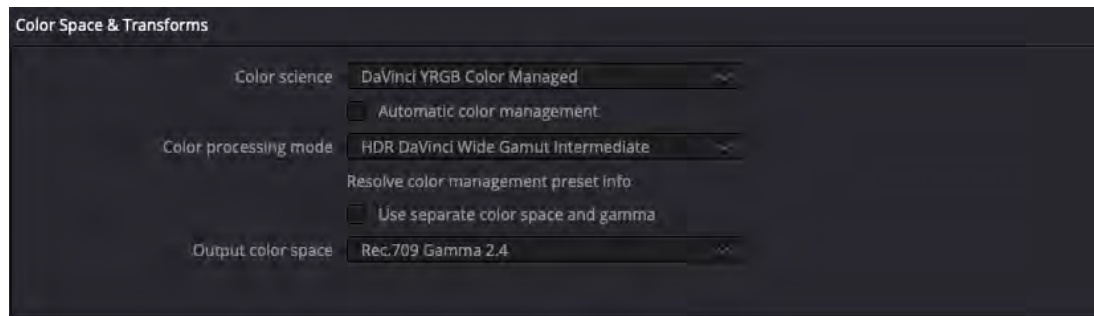 Color Space & Transforms
Color science DaVinci YRGB Color Managed
Automatic color management
Color processing mode HDR DaVinci Wide Gamut Intermediate
Resolve color management preset info
Use separate color space and gamma
Output color space Rec.709 Gamma 2.4